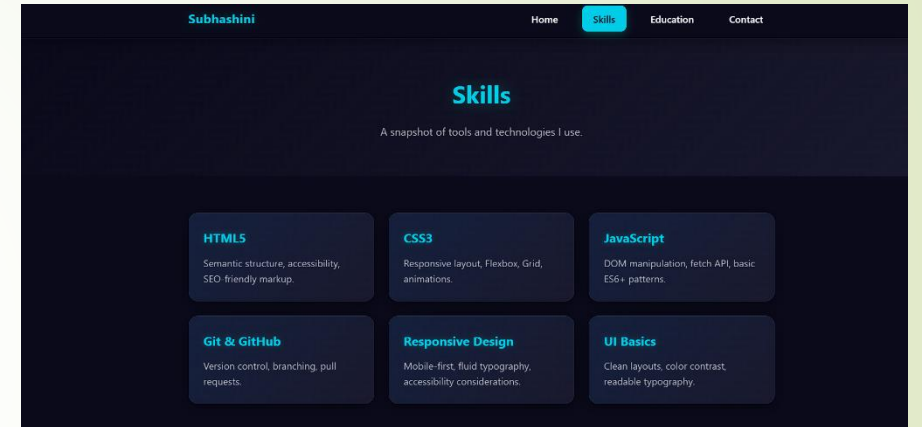 Subhashini
Home Skills Education Contact
Skills
A snapshot of tools and technologies I use.
HTML5
Semantic structure, accessibility,
SEO-friendly markup.
CSS3
Responsive layout, Flexbox, Grid,
animations.
JavaScript
DOM manipulation, fetch API, basic
ES6+ patterns.
Git & GitHub
Version control, branching, pull
requests.
Responsive Design
Mobile-first, fluid typography,
accessibility considerations.
UI Basics
Clean layouts, color contrast,
readable typography.